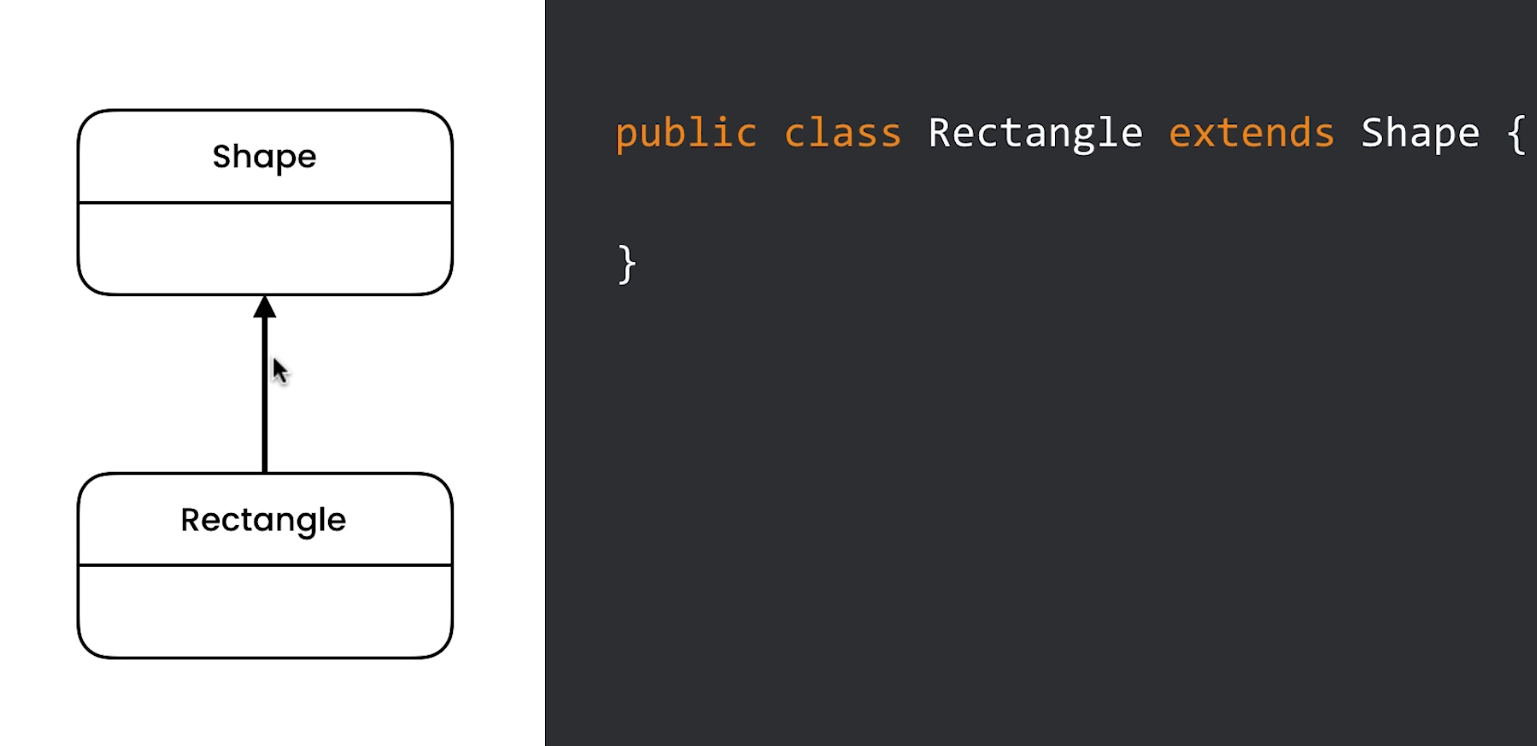 Shape
Rectangle
public class Rectangle extends Shape {
}